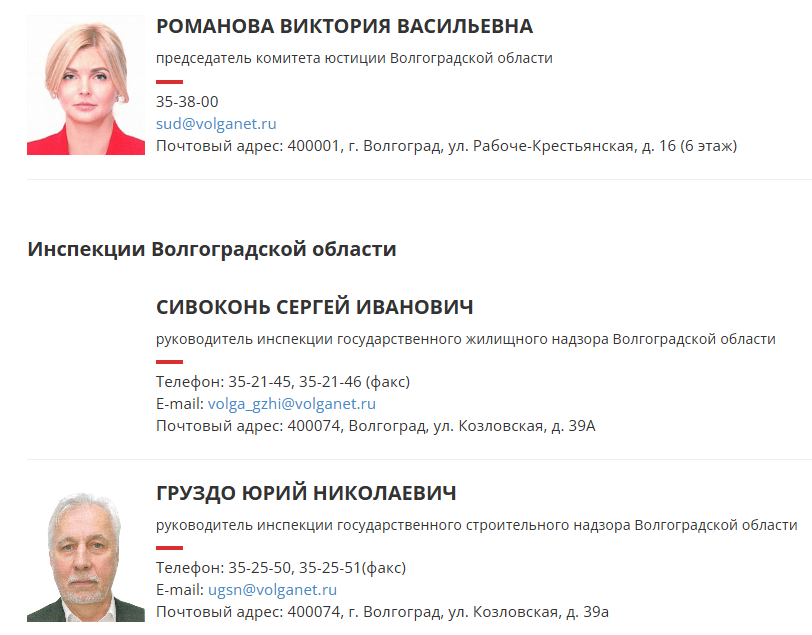 РОМАНОВА ВИКТОРИЯ ВАСИЛЬЕВНА
председатель комитета юстиции Волгоградской области
35-38-00
sud@volganet.ru
Почтовый адрес: 400001, г. Волгоград, ул. Рабоче-Крестьянская, д. 16 (6 этаж)
Инспекции Волгоградской области
СИВОКОНЬ СЕРГЕЙ ИВАНОВИЧ
руководитель инспекции государственного жилищного надзора Волгоградской области
Телефон: 35-21-45, 35-21-46 (факс)
E-mail: volga_gzhi@volganet.ru
Почтовый адрес: 400074, Волгоград, ул. Козловская, д. 39А
ГРУЗДО ЮРИЙ НИКОЛАЕВИЧ
руководитель инспекции государственного строительного надзора Волгоградской области
Телефон: 35-25-50, 35-25-51(факс)
E-mail: ugsn@volganet.ru
Почтовый адрес: 400074, г. Волгоград, ул. Козловская, д. 39а